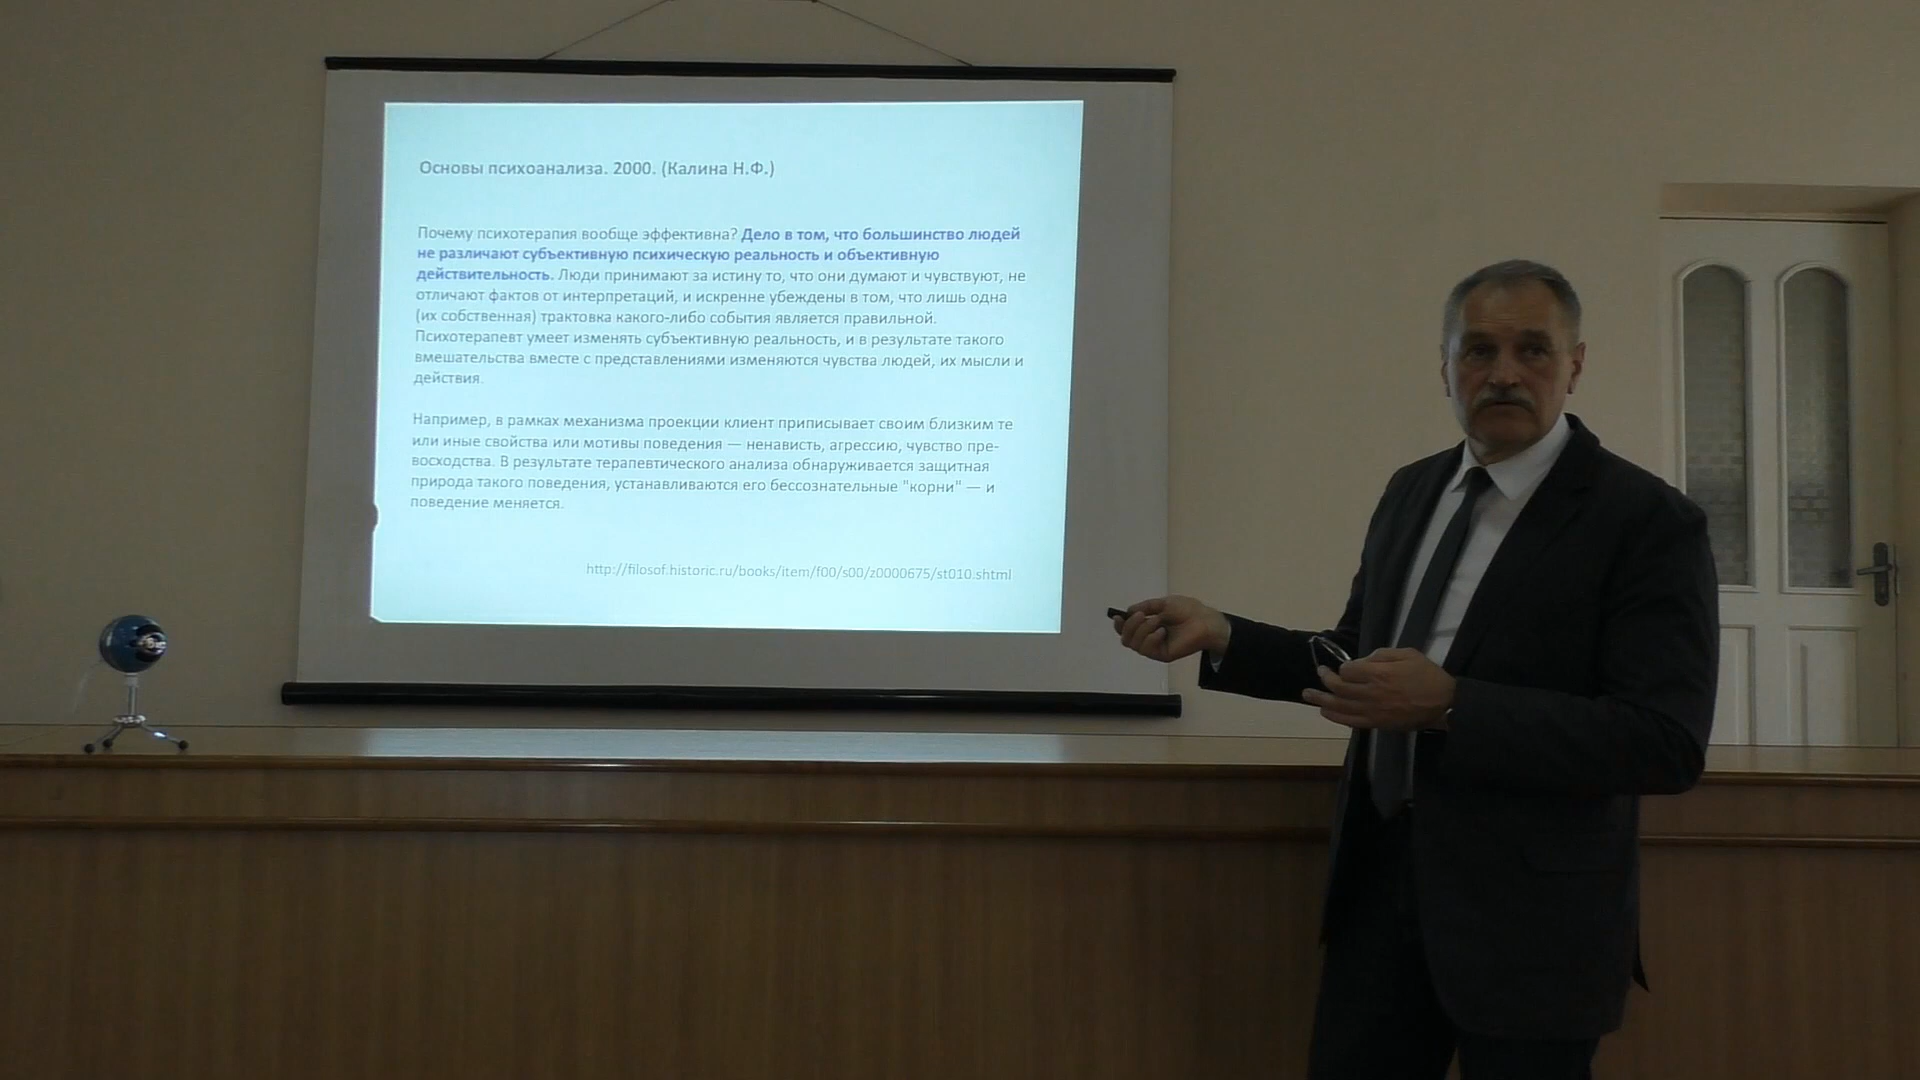 Основы психоанализа. 2000. (Калина Н.Ф.)
Почему психотерапия вообще эффективна? Дело в том, что большинство людей
не различают субъективную психическую реальность и объективную
действительность. Люди принимают за истину то, что они думают и чувствуют, не
отличают фактов от интерпретаций, и искренне убеждены в том, что лишь одна
(их собственная) трактовка какого-либо события является правильной.
Психотерапевт умеет изменять субъективную реальность, и в результате такого
вмешательства вместе с представлениями изменяются чувства людей, их мысли и
действия.
Например, в рамках механизма проекции клиент приписывает своим близким те
или иные свойства или мотивы поведения — ненависть, агрессию, чувство пре-
восходства. В результате терапевтического анализа обнаруживается защитная
природа такого поведения, устанавливаются его бессознательные "корни" — и
поведение меняется.
http://filosof.historic.ru/books/item/f00/s00/z0000675/st010.shtml